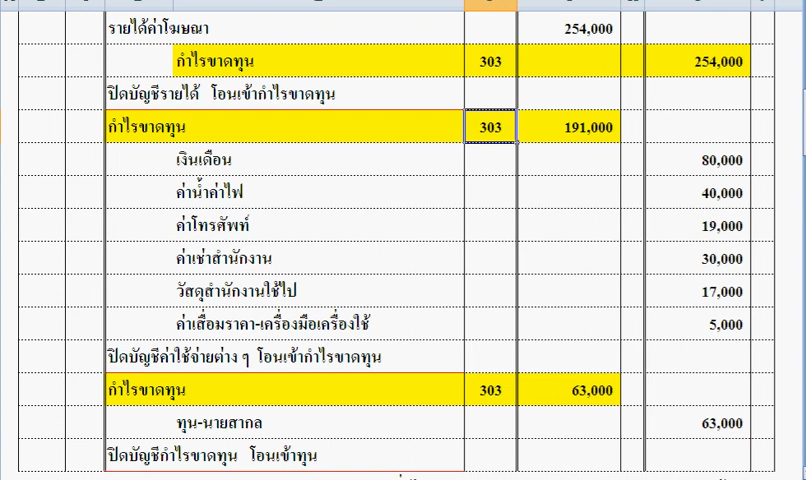 รายได้ค่าโฆษณา 254,000
กำไรขาดทุน 303 254,000
ปิดบัญชีรายได้ โอนเข้ากำไรขาดทุน
กำไรขาดทุน 303 191,000
เงินเดือน 80,000
ค่าน้ำค่าไฟ 40,000
ค่าโทรศัพท์ 19,000
ค่าเช่าสำนักงาน 30,000
วัสดุสำนักงานใช้ไป 17,000
ค่าเสื่อมราคา-เครื่องมือเครื่องใช้ 5,000
ปิดบัญชีค่าใช้จ่ายต่าง ๆ โอนเข้ากำไรขาดทุน
กำไรขาดทุน 303 63,000
ทุน-นายสากล 63,000
ปิดบัญชีกำไรขาดทุน โอนเข้าทุน